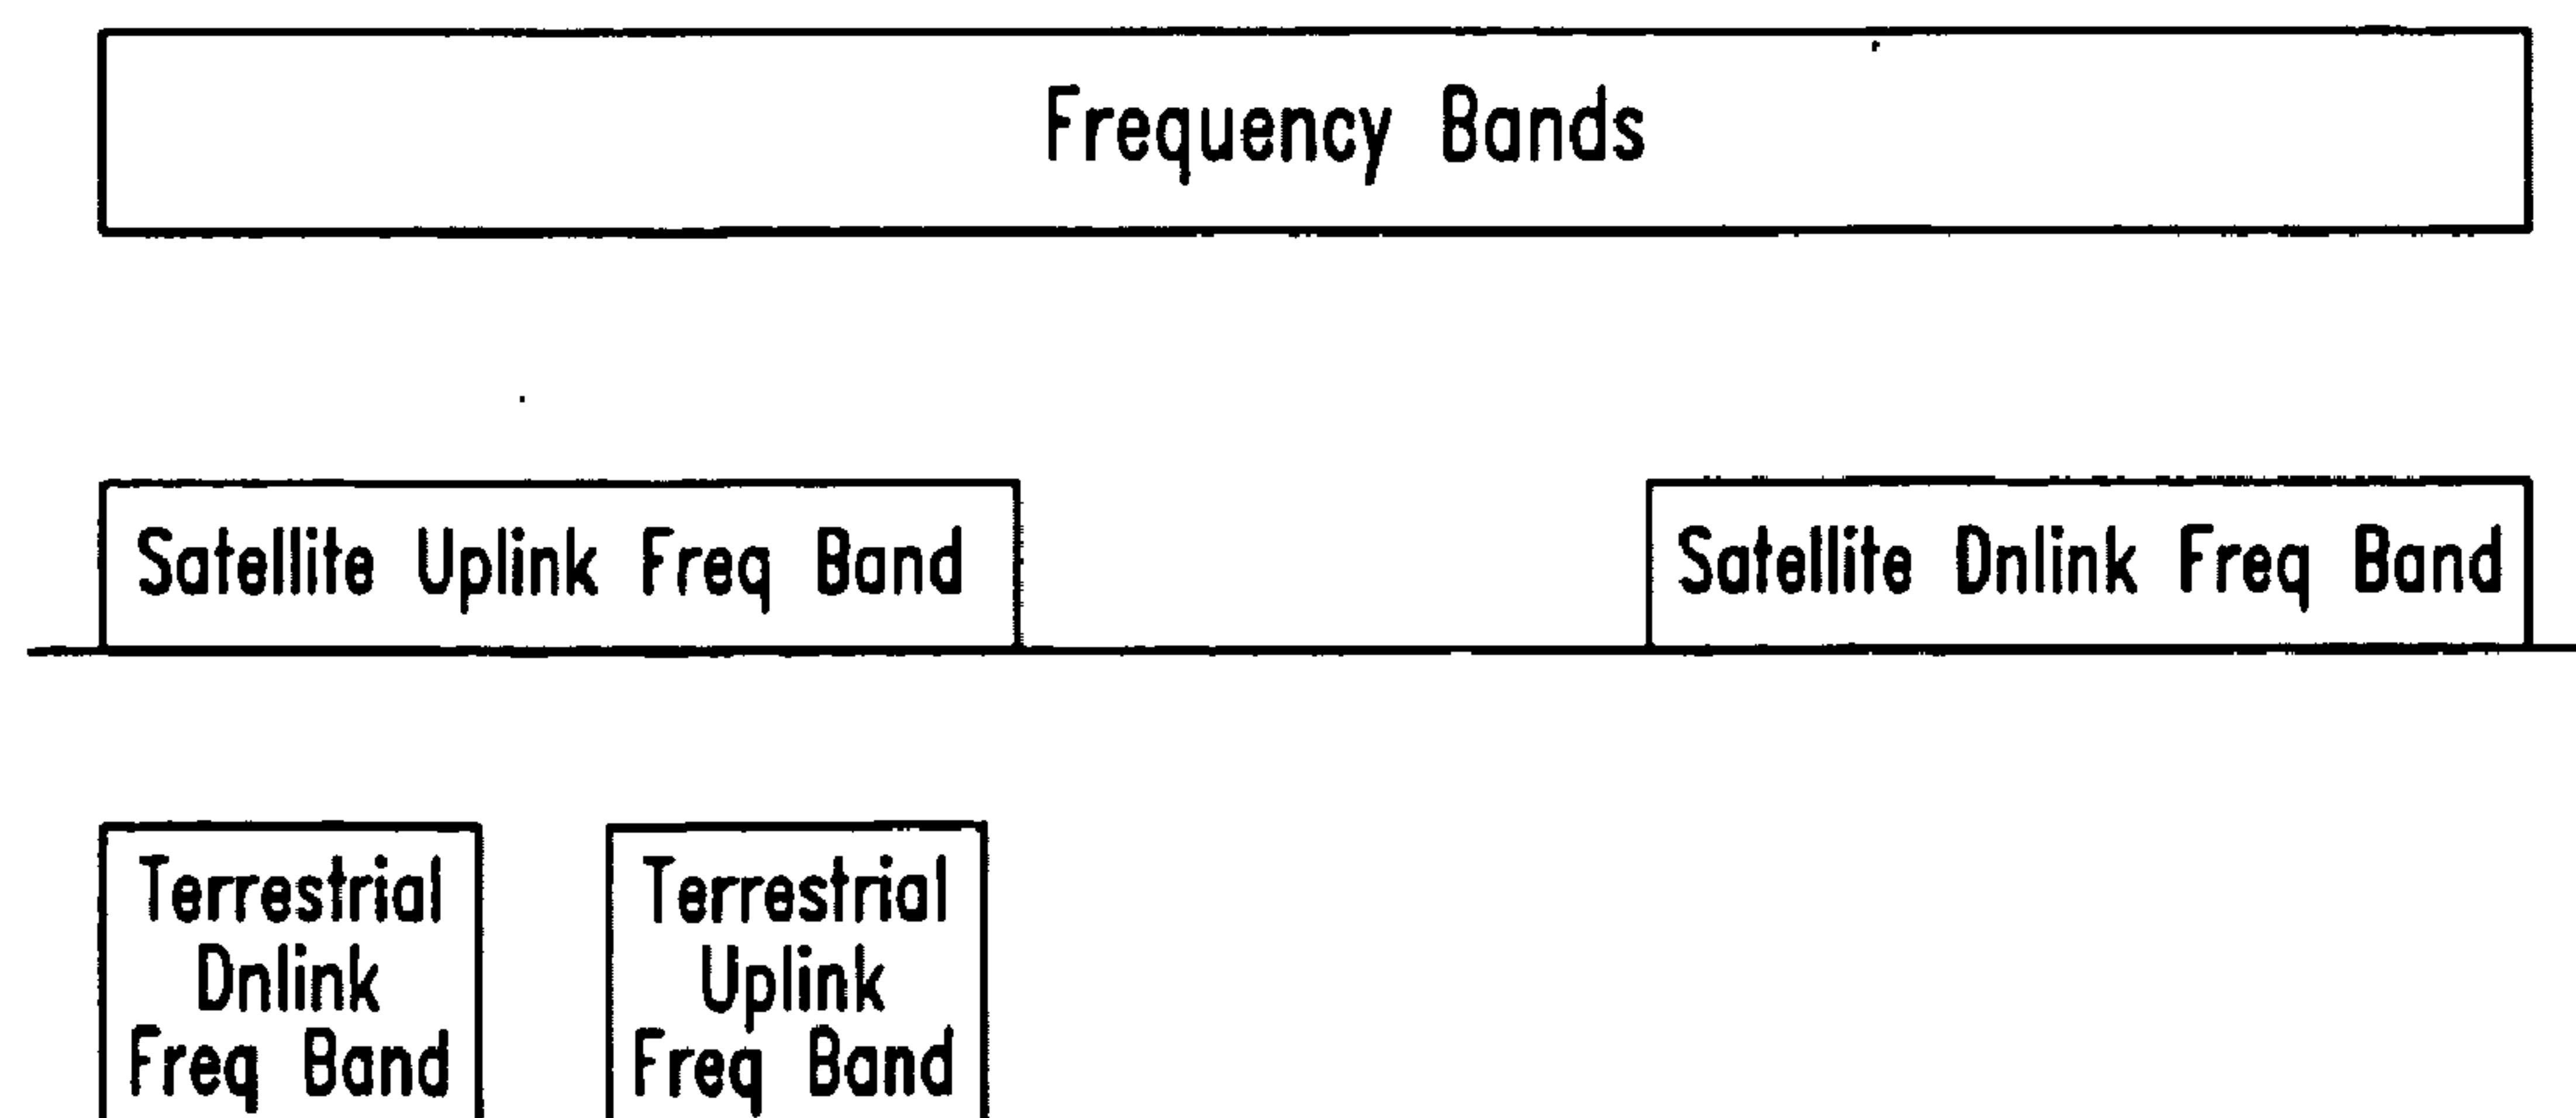 Frequency Bands
Satellite Uplink Freq Band
Satellite Dnlink Freq Band
Terrestrial
Dnlink
Freq Band
Terrestrial
Uplink
Freq Band